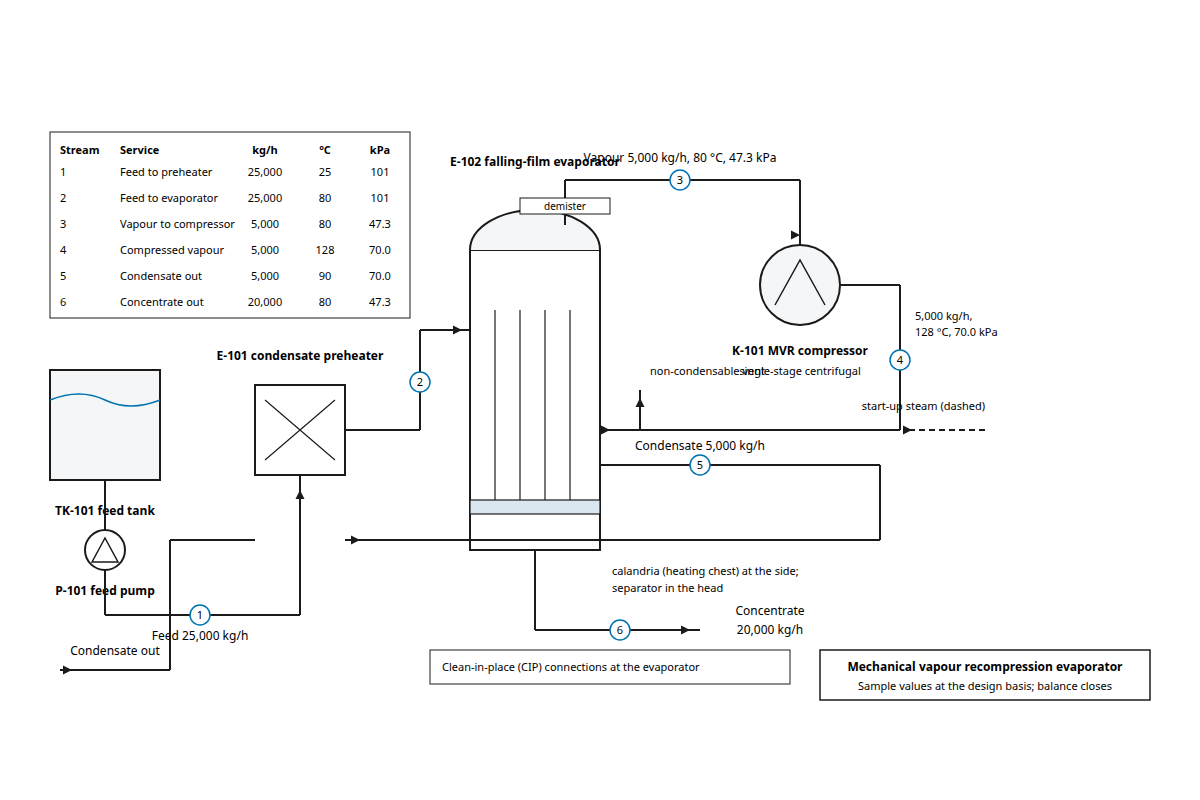 Stream Service kg/h °C kPa
1 Feed to preheater 25,000 25 101
2 Feed to evaporator 25,000 80 101
3 Vapour to compressor 5,000 80 47.3
4 Compressed vapour 5,000 128 70.0
5 Condensate out 5,000 90 70.0
6 Concentrate out 20,000 80 47.3
E-102 falling-film evaporator
Vapour 5,000 kg/h, 80 °C, 47.3 kPa
3
demister
5,000 kg/h,
128 °C, 70.0 kPa
K-101 MVR compressor
single-stage centrifugal
non-condensables vent
4
start-up steam (dashed)
E-101 condensate preheater
2
Condensate 5,000 kg/h
5
TK-101 feed tank
P-101 feed pump
1
Feed 25,000 kg/h
Condensate out
calandria (heating chest) at the side;
separator in the head
Concentrate
20,000 kg/h
6
Clean-in-place (CIP) connections at the evaporator
Mechanical vapour recompression evaporator
Sample values at the design basis; balance closes